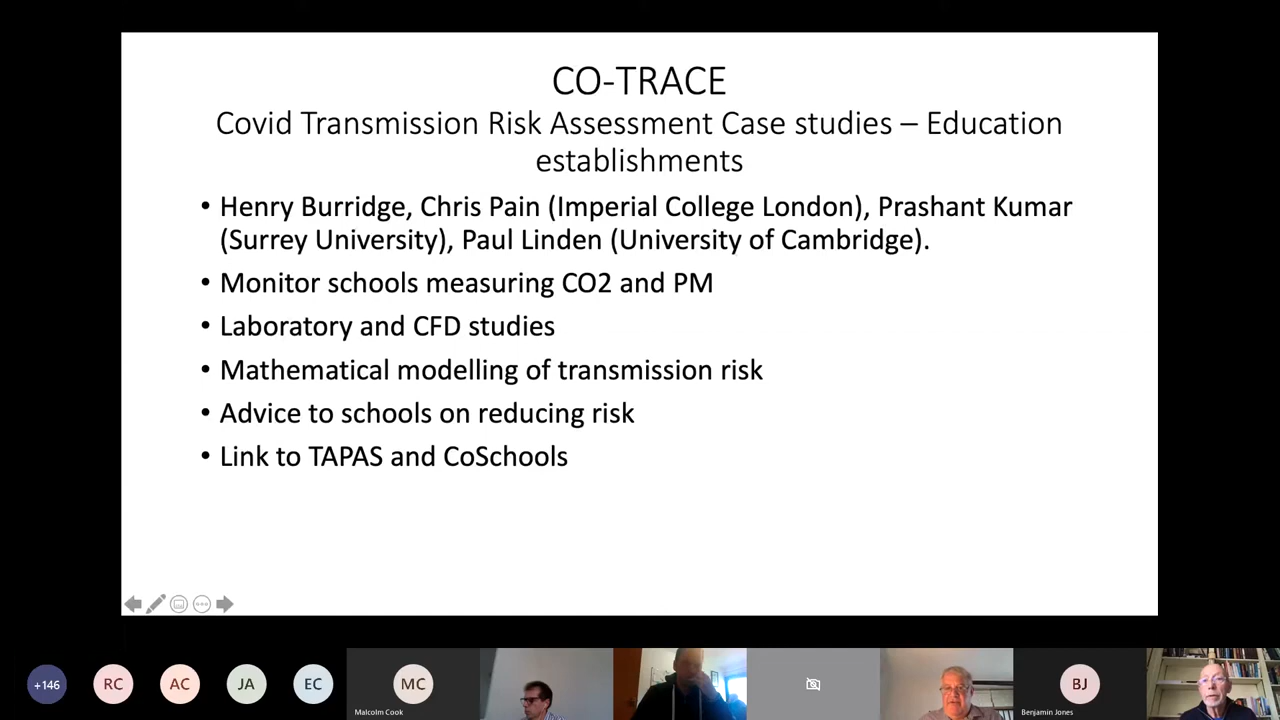 CO-TRACE
Covid Transmission Risk Assessment Case studies – Education
establishments
• Henry Burridge, Chris Pain (Imperial College London), Prashant Kumar
(Surrey University), Paul Linden (University of Cambridge).
• Monitor schools measuring CO2 and PM
• Laboratory and CFD studies
• Mathematical modelling of transmission risk
• Advice to schools on reducing risk
• Link to TAPAS and CoSchools
+146 RC AC JA EC MC BJ
Malcolm Cook Benjamin Jones